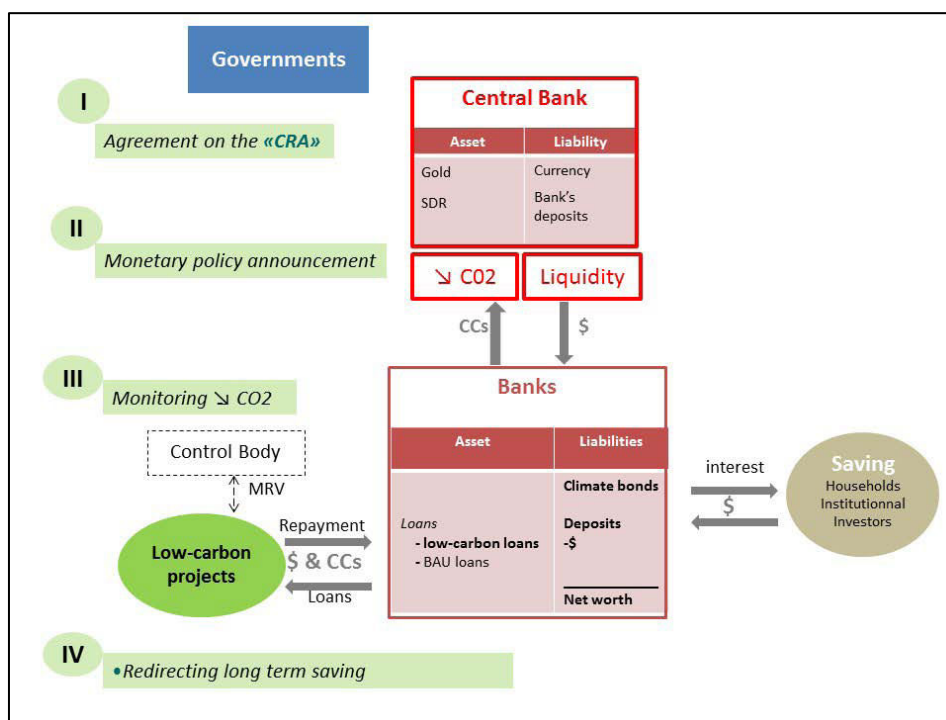 Governments
I
Agreement on the «CRA»
Central Bank
Asset Liability
Gold Currency
SDR Bank's
deposits
II
Monetary policy announcement
↘ C02 Liquidity
CCs $
III
Monitoring ↘ CO2
Banks
Asset Liabilities
Climate bonds
Loans Deposits
- low-carbon loans -$
- BAU loans
Net worth
Control Body
MRV
Low-carbon
projects
Repayment
$ & CCs
Loans
interest
$
Saving
Households
Institutionnal
Investors
IV
•Redirecting long term saving